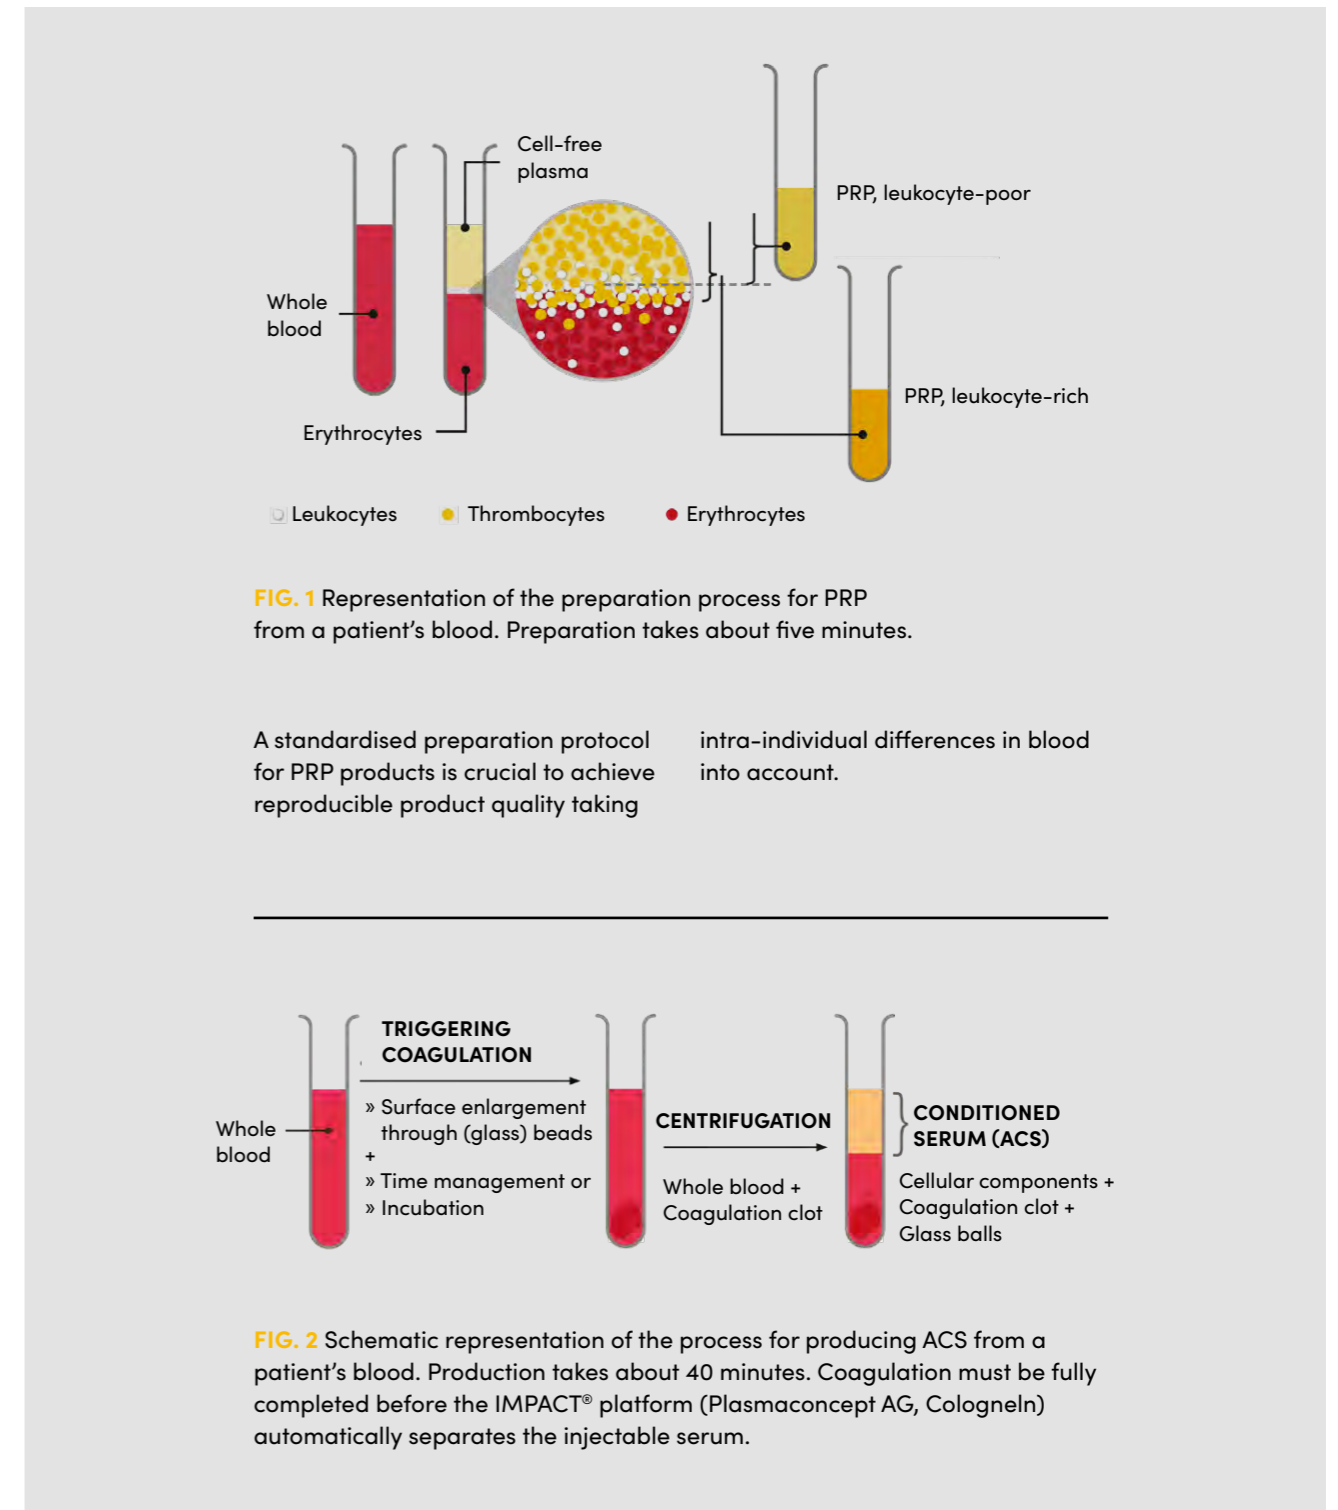 Cell-free
plasma
PRP, leukocyte-poor
Whole
blood
PRP, leukocyte-rich
Erythrocytes
Leukocytes
Thrombocytes
Erythrocytes
FIG. 1 Representation of the preparation process for PRP
from a patient’s blood. Preparation takes about five minutes.
A standardised preparation protocol
for PRP products is crucial to achieve
reproducible product quality taking
intra-individual differences in blood
into account.
Whole
blood
TRIGGERING
COAGULATION
» Surface enlargement
through (glass) beads
+
» Time management or
» Incubation
CENTRIFUGATION
Whole blood +
Coagulation clot
CONDITIONED
SERUM (ACS)
Cellular components +
Coagulation clot +
Glass balls
FIG. 2 Schematic representation of the process for producing ACS from a
patient’s blood. Production takes about 40 minutes. Coagulation must be fully
completed before the IMPACT® platform (Plasmaconcept AG, CologneIn)
automatically separates the injectable serum.